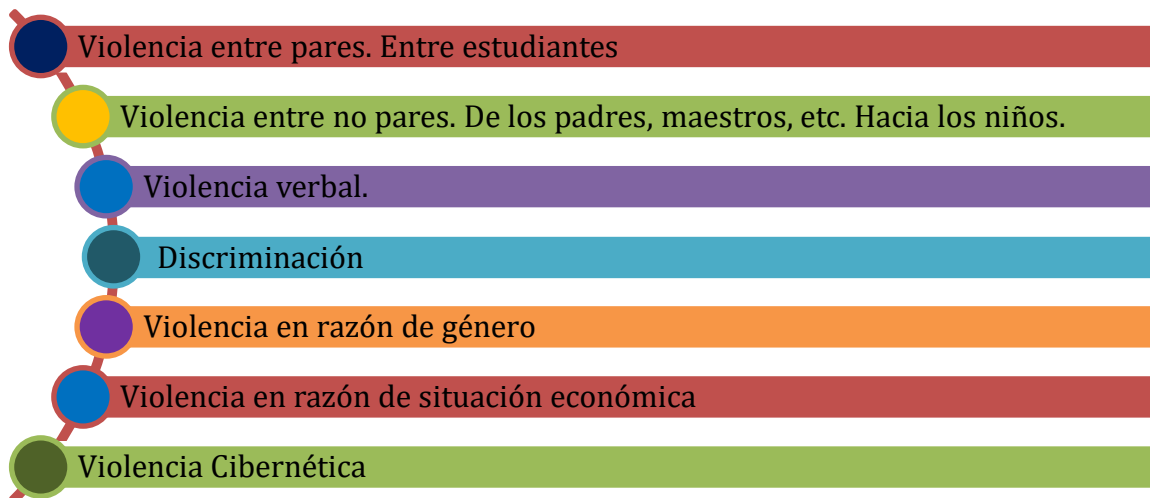 Violencia entre pares. Entre estudiantes
Violencia entre no pares. De los padres, maestros, etc. Hacia los niños.
Violencia verbal.
Discriminación
Violencia en razón de género
Violencia en razón de situación económica
Violencia Cibernética